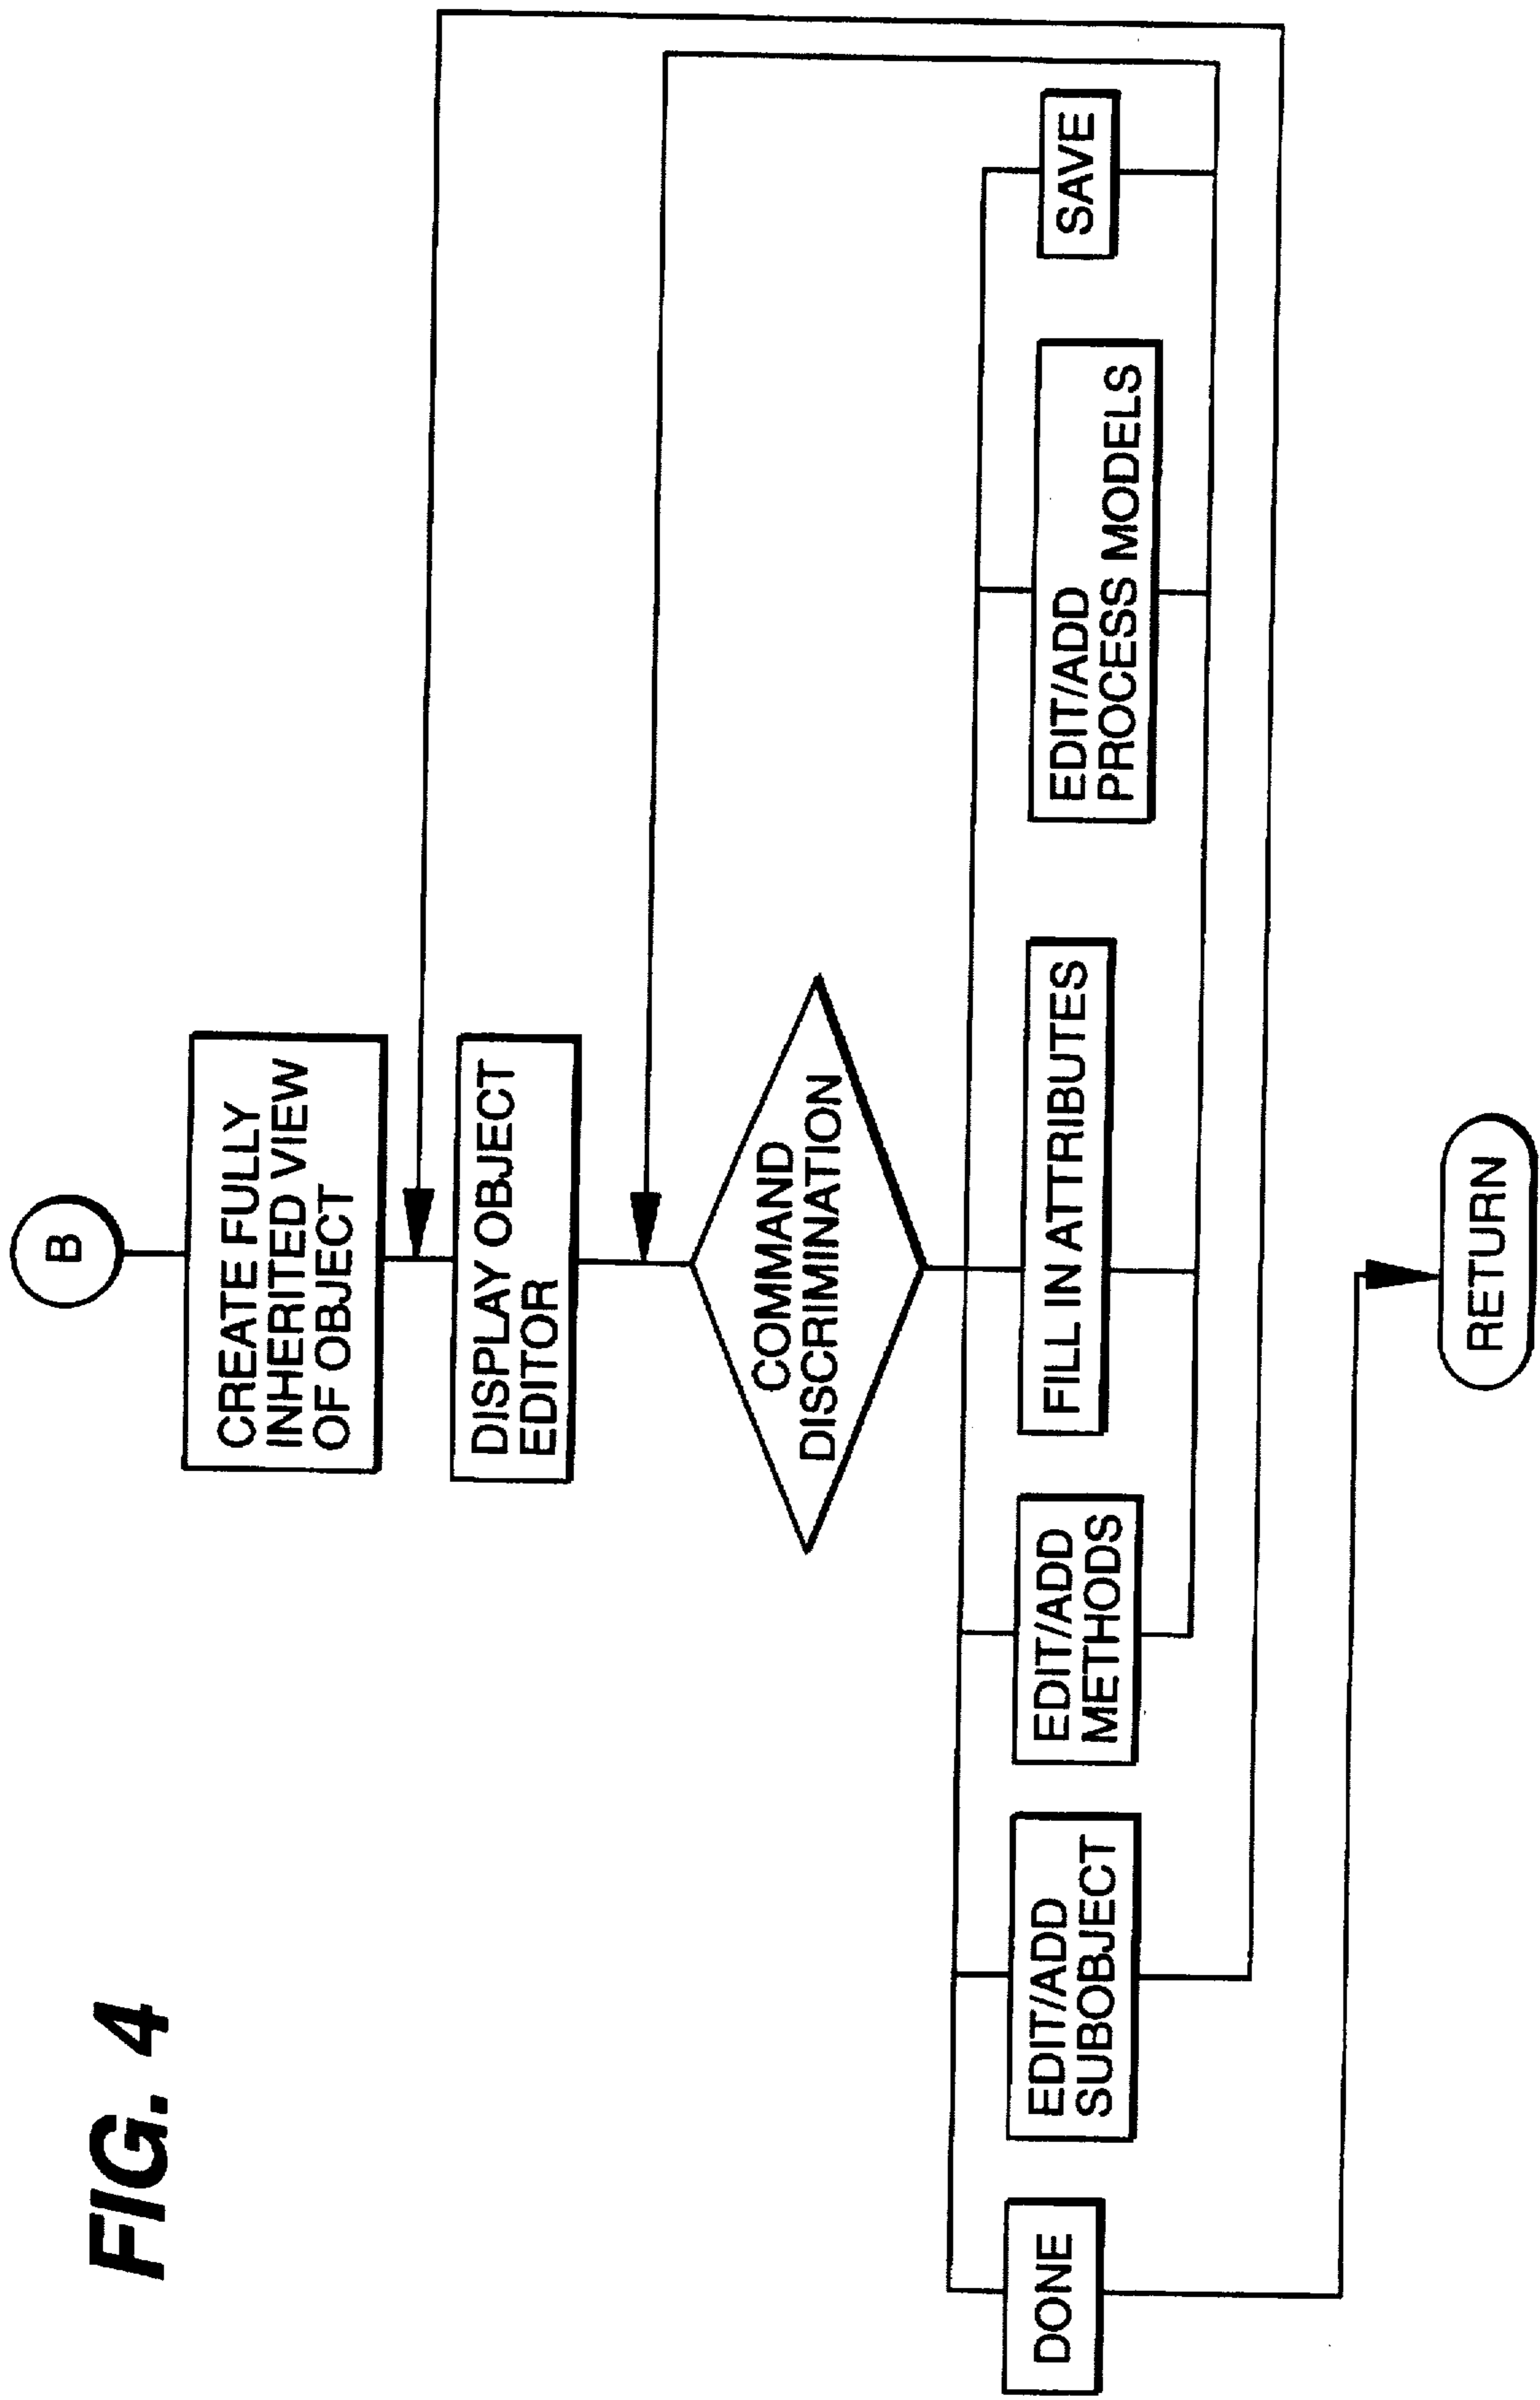 FIG. 4
B
CREATE FULLY
INHERITED VIEW
OF OBJECT
DISPLAY OBJECT
EDITOR
COMMAND
DISCRIMINATION
DONE
EDIT/ADD
SUBOBJECT
EDIT/ADD
METHODS
FILL IN ATTRIBUTES
EDIT/ADD
PROCESS MODELS
SAVE
RETURN